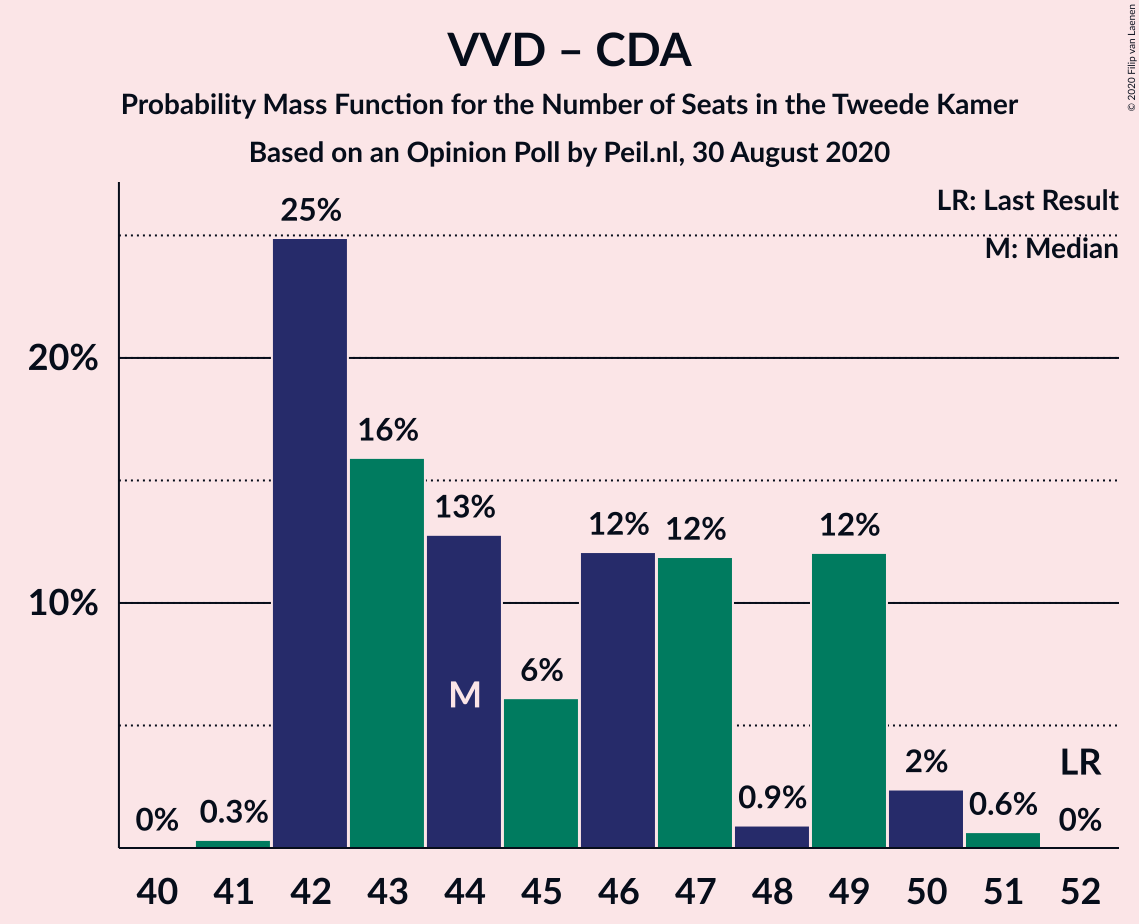 VVD – CDA
Probability Mass Function for the Number of Seats in the Tweede Kamer
Based on an Opinion Poll by Peil.nl, 30 August 2020
© 2020 Filip van Laenen
LR: Last Result
M: Median
20%
10%
0%
0.3%
25%
16%
13%
6%
12%
12%
0.9%
12%
2%
0.6%
0%
M
LR
40 41 42 43 44 45 46 47 48 49 50 51 52